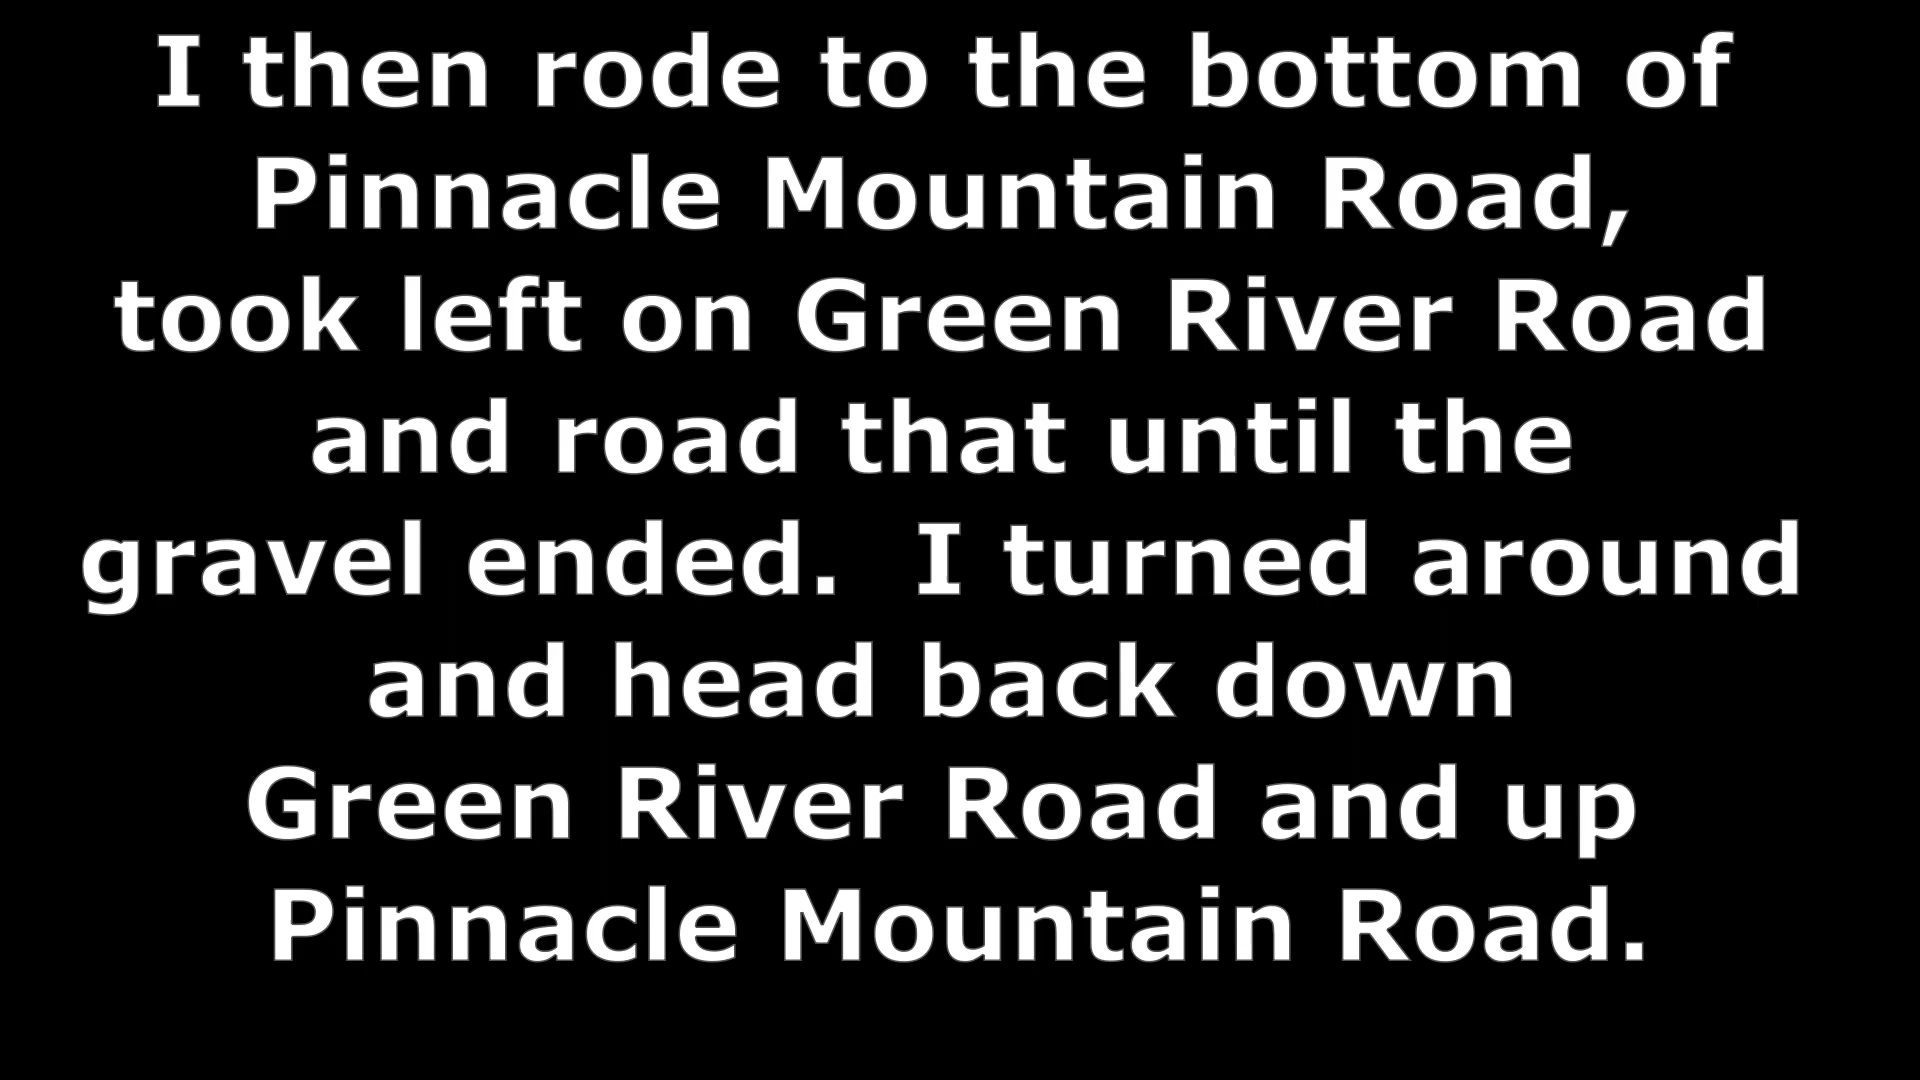 I then rode to the bottom of
Pinnacle Mountain Road,
took left on Green River Road
and road that until the
gravel ended.  I turned around
and head back down
Green River Road and up
Pinnacle Mountain Road.